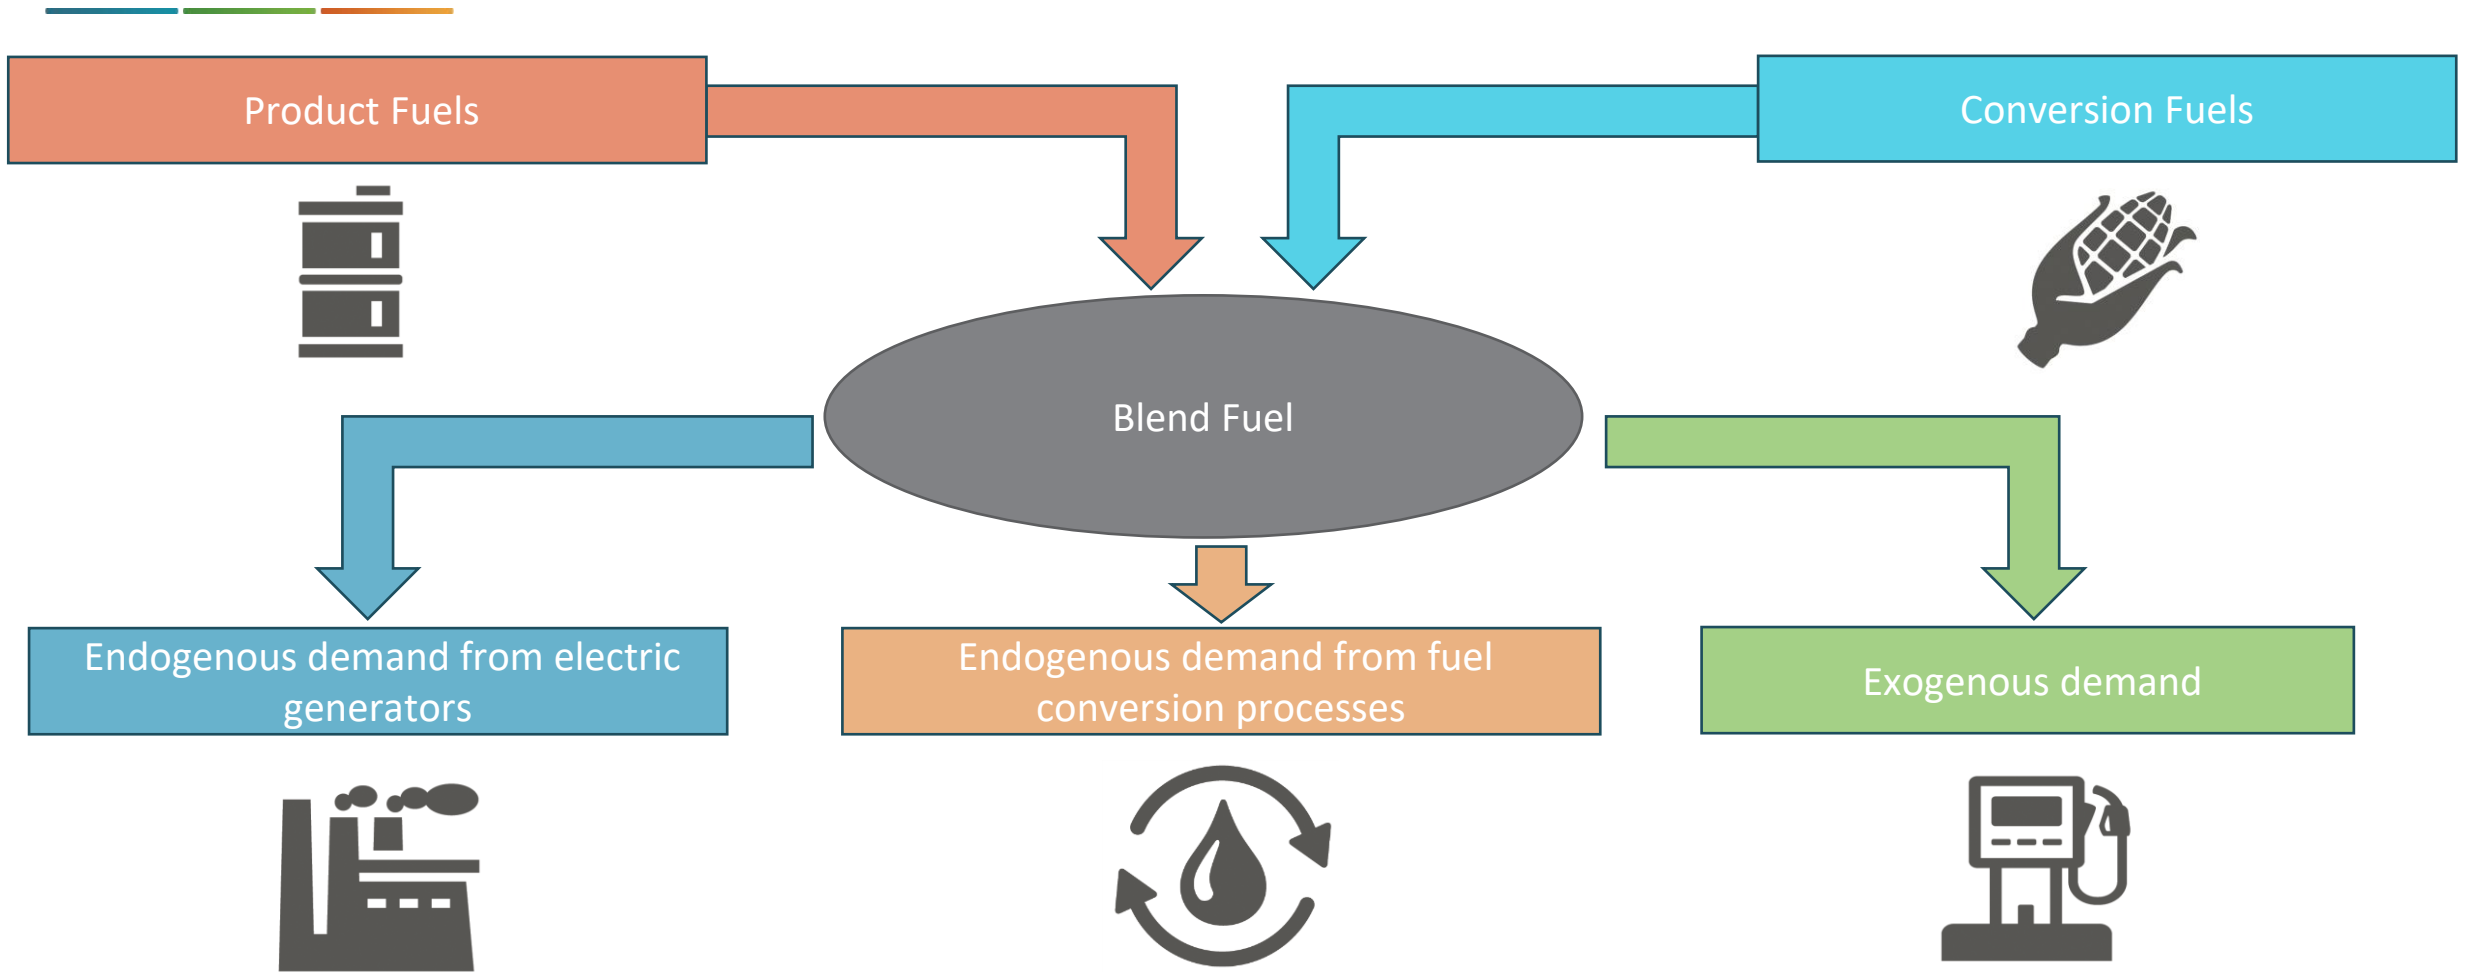 Product Fuels
Conversion Fuels
Blend Fuel
Endogenous demand from electric
generators
Endogenous demand from fuel
conversion processes
Exogenous demand